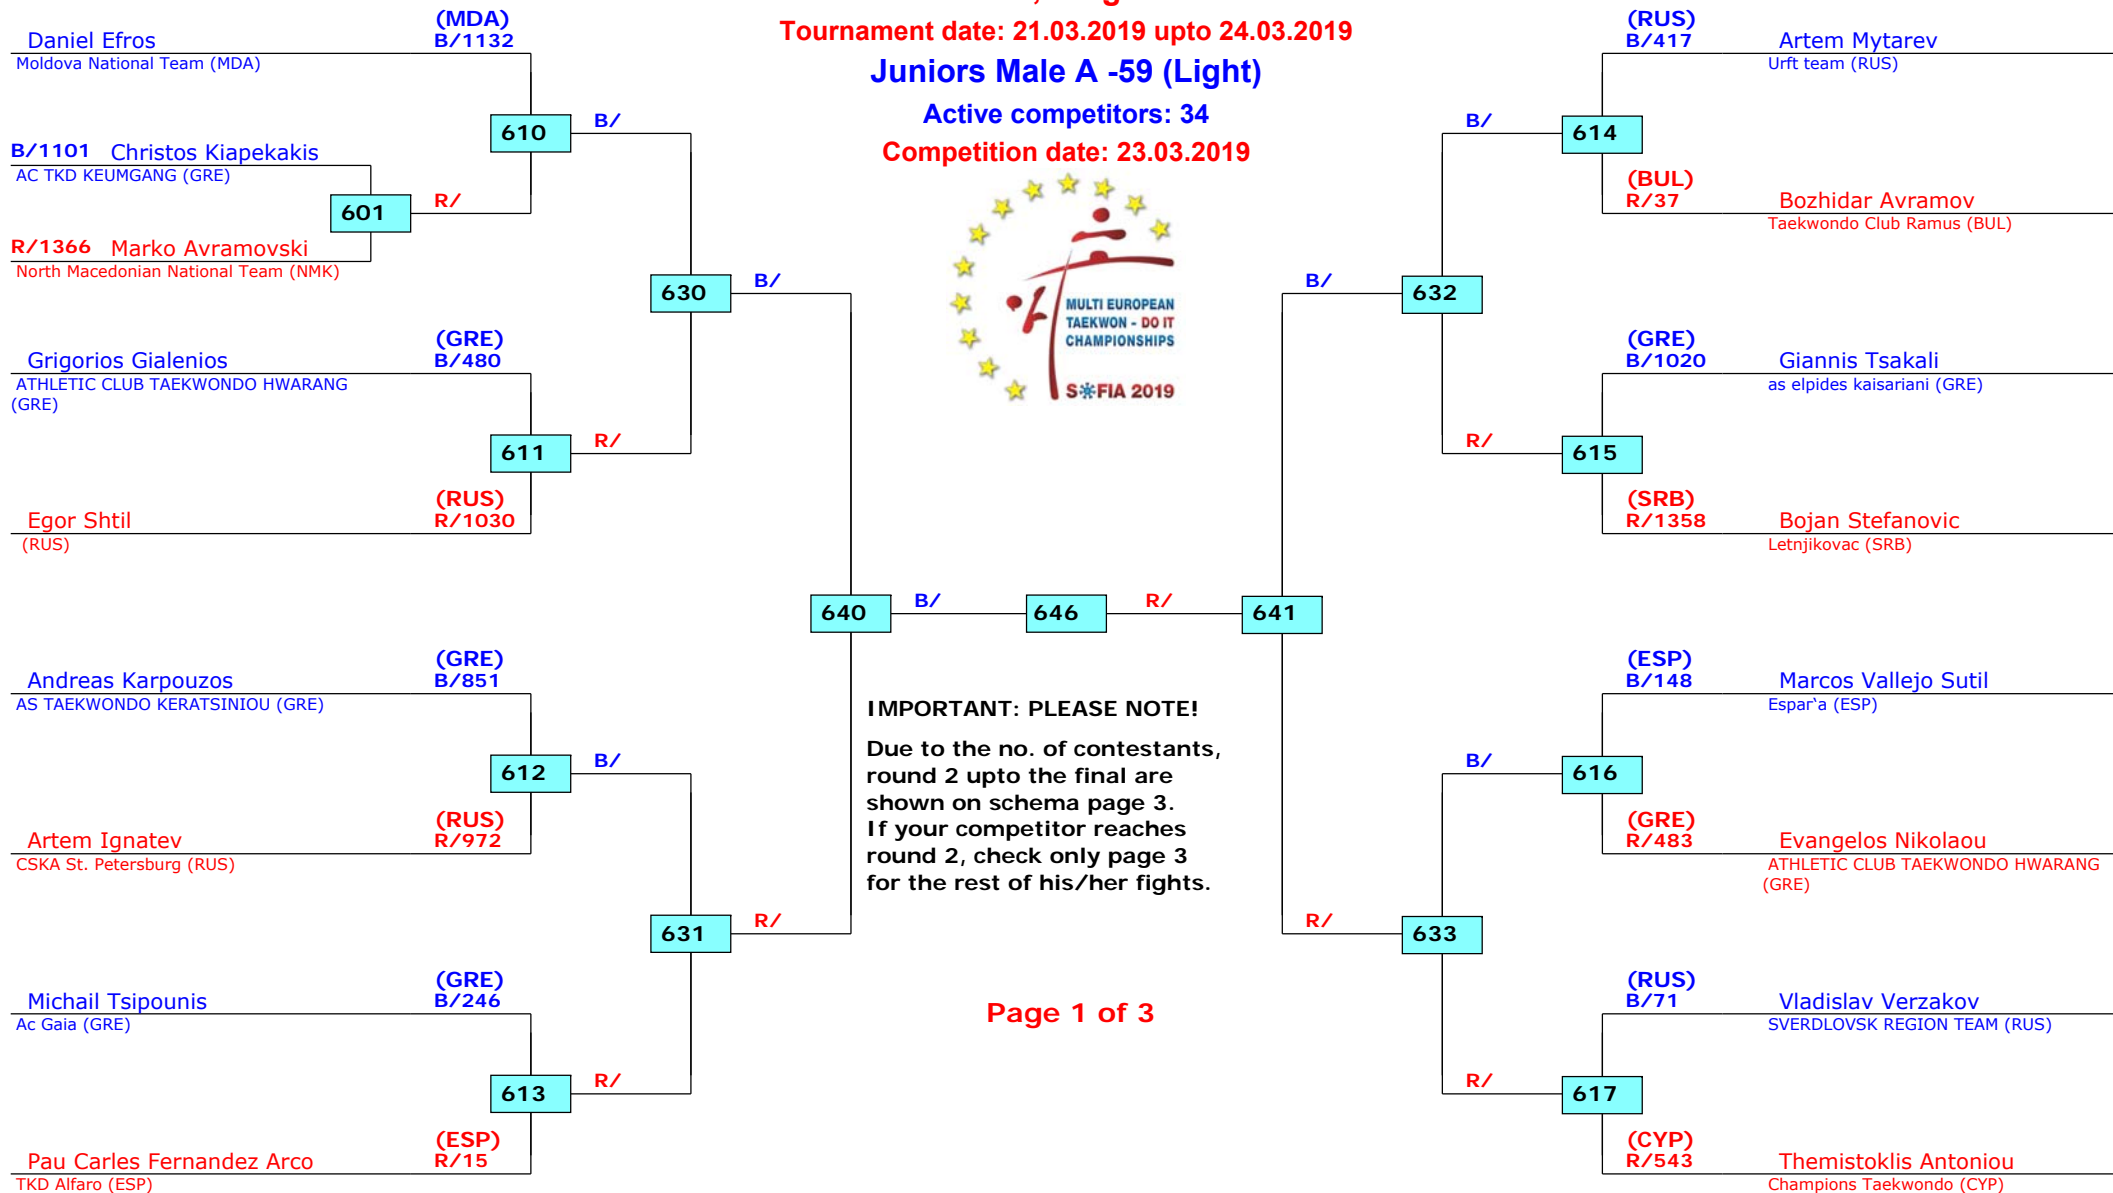 Tournament date: 21.03.2019 upto 24.03.2019
Juniors Male A -59 (Light)
Active competitors: 34
Competition date: 23.03.2019
MULTI EUROPEAN
TAEKWON - DO IT
CHAMPIONSHIPS
SOFIA 2019
(MDA)
Daniel Efros B/1132
Moldova National Team (MDA)
610 B/
B/1101 Christos Kiapekakis
AC TKD KEUMGANG (GRE)
601 R/
R/1366 Marko Avramovski
North Macedonian National Team (NMK)
630 B/
(GRE)
Grigorios Gialenios B/480
ATHLETIC CLUB TAEKWONDO HWARANG
(GRE)
611 R/
(RUS)
Egor Shtil R/1030
(RUS)
640 B/ 646 R/ 641
(GRE)
Andreas Karpouzos B/851
AS TAEKWONDO KERATSINIOU (GRE)
612 B/
(RUS)
Artem Ignatev R/972
CSKA St. Petersburg (RUS)
631 R/
(GRE)
Michail Tsipounis B/246
Ac Gaia (GRE)
613 R/
(ESP)
Pau Carles Fernandez Arco R/15
TKD Alfaro (ESP)
IMPORTANT: PLEASE NOTE!
Due to the no. of contestants,
round 2 upto the final are
shown on schema page 3.
If your competitor reaches
round 2, check only page 3
for the rest of his/her fights.
Page 1 of 3
(RUS)
B/417 Artem Mytarev
Urft team (RUS)
B/ 614
(BUL)
R/37 Bozhidar Avramov
Taekwondo Club Ramus (BUL)
B/ 632
(GRE)
B/1020 Giannis Tsakali
as elpides kaisariani (GRE)
R/ 615
(SRB)
R/1358 Bojan Stefanovic
Letnjikovac (SRB)
(ESP)
B/148 Marcos Vallejo Sutil
Espar'a (ESP)
B/ 616
(GRE)
R/483 Evangelos Nikolaou
ATHLETIC CLUB TAEKWONDO HWARANG
(GRE)
R/ 633
(RUS)
B/71 Vladislav Verzakov
SVERDLOVSK REGION TEAM (RUS)
R/ 617
(CYP)
R/543 Themistoklis Antoniou
Champions Taekwondo (CYP)